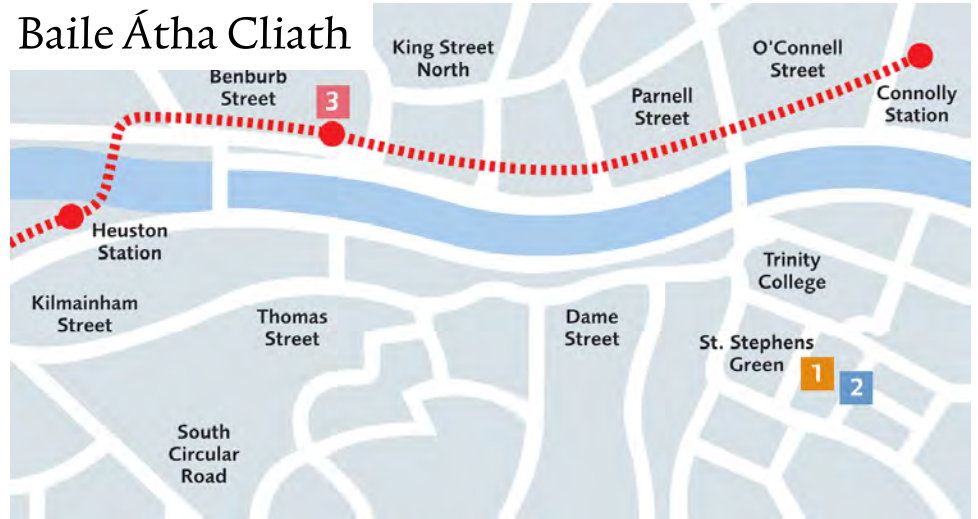 Baile Átha Cliath
King Street
North
O'Connell
Street
Benburb
Street
3
Parnell
Street
Connolly
Station
Heuston
Station
Trinity
College
Kilmainham
Street
Thomas
Street
Dame
Street
St. Stephens
Green
1
2
South
Circular
Road